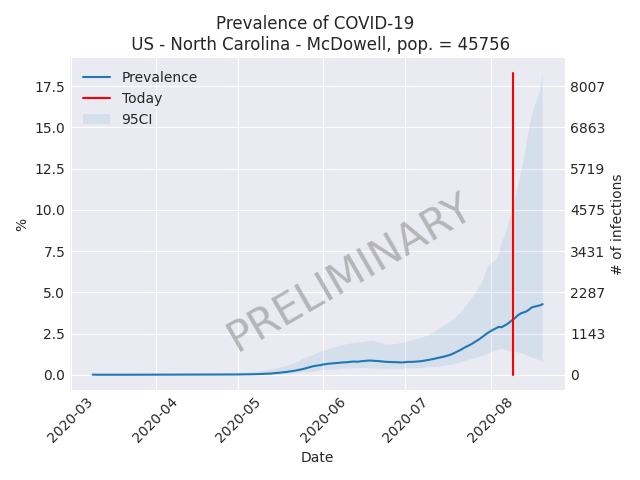 Prevalence of COVID-19
US - North Carolina - McDowell, pop. = 45756
Prevalence
Today
95CI
17.5
15.0
12.5
10.0
7.5
5.0
2.5
0.0
%
8007
6863
5719
4575
3431
2287
1143
0
# of infections
PRELIMINARY
2020-03
2020-04
2020-05
2020-06
2020-07
2020-08
Date